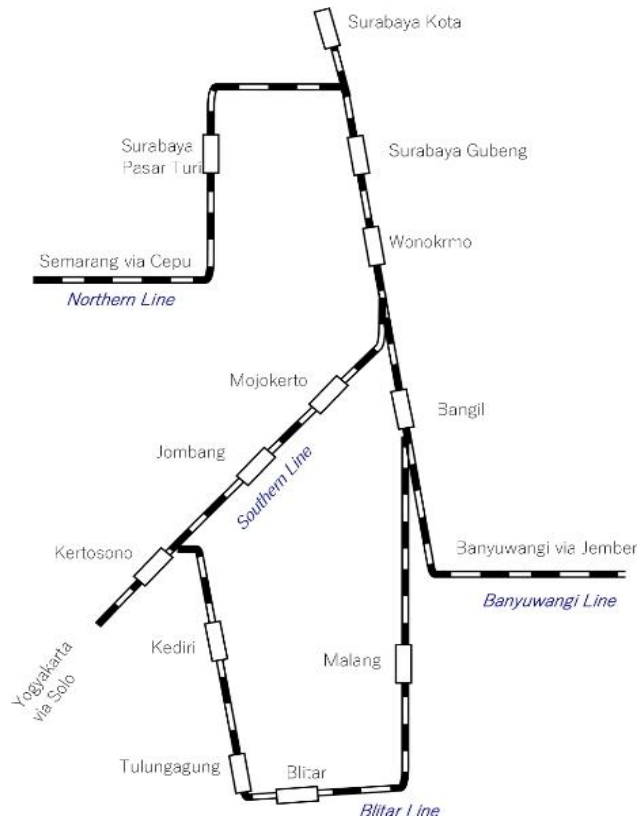 Surabaya Kota
Surabaya
Pasar Turi
Surabaya Gubeng
Wonokrmo
Semarang via Cepu
Northern Line
Mojokerto
Bangil
Jombang
Southern Line
Kertosono
Banyuwangi via Jember
Banyuwangi Line
Yogyakarta
via Solo
Kediri
Malang
Tulungagung
Blitar
Blitar Line